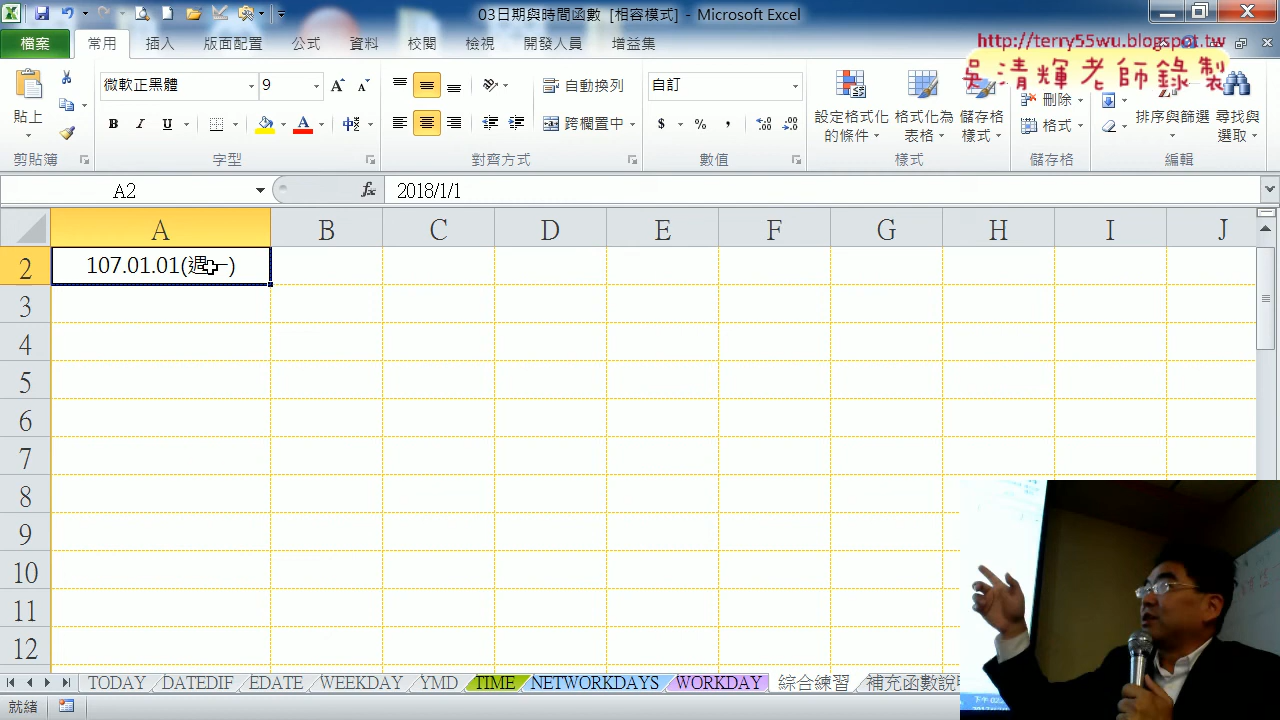 03日期與時間函數 [相容模式] - Microsoft Excel
http://terry55wu.blogspot.tw
吳清輝老師錄製
檔案 常用 插入 版面配置 公式 資料 校閱 檢視 開發人員 增益集
貼上
剪貼簿
微軟正黑體 9
B I U
字型
自動換列
跨欄置中
對齊方式
自訂
$ % ,
數值
設定格式化的條件
格式化為表格
儲存格樣式
樣式
刪除
格式
儲存格
排序與篩選
尋找與選取
編輯
A2 fx 2018/1/1
A B C D E F G H I J
2 107.01.01(週一)
3
4
5
6
7
8
9
10
11
12
TODAY DATEDIF EDATE WEEKDAY YMD TIME NETWORKDAYS WORKDAY 綜合練習 補充函數說
就緒